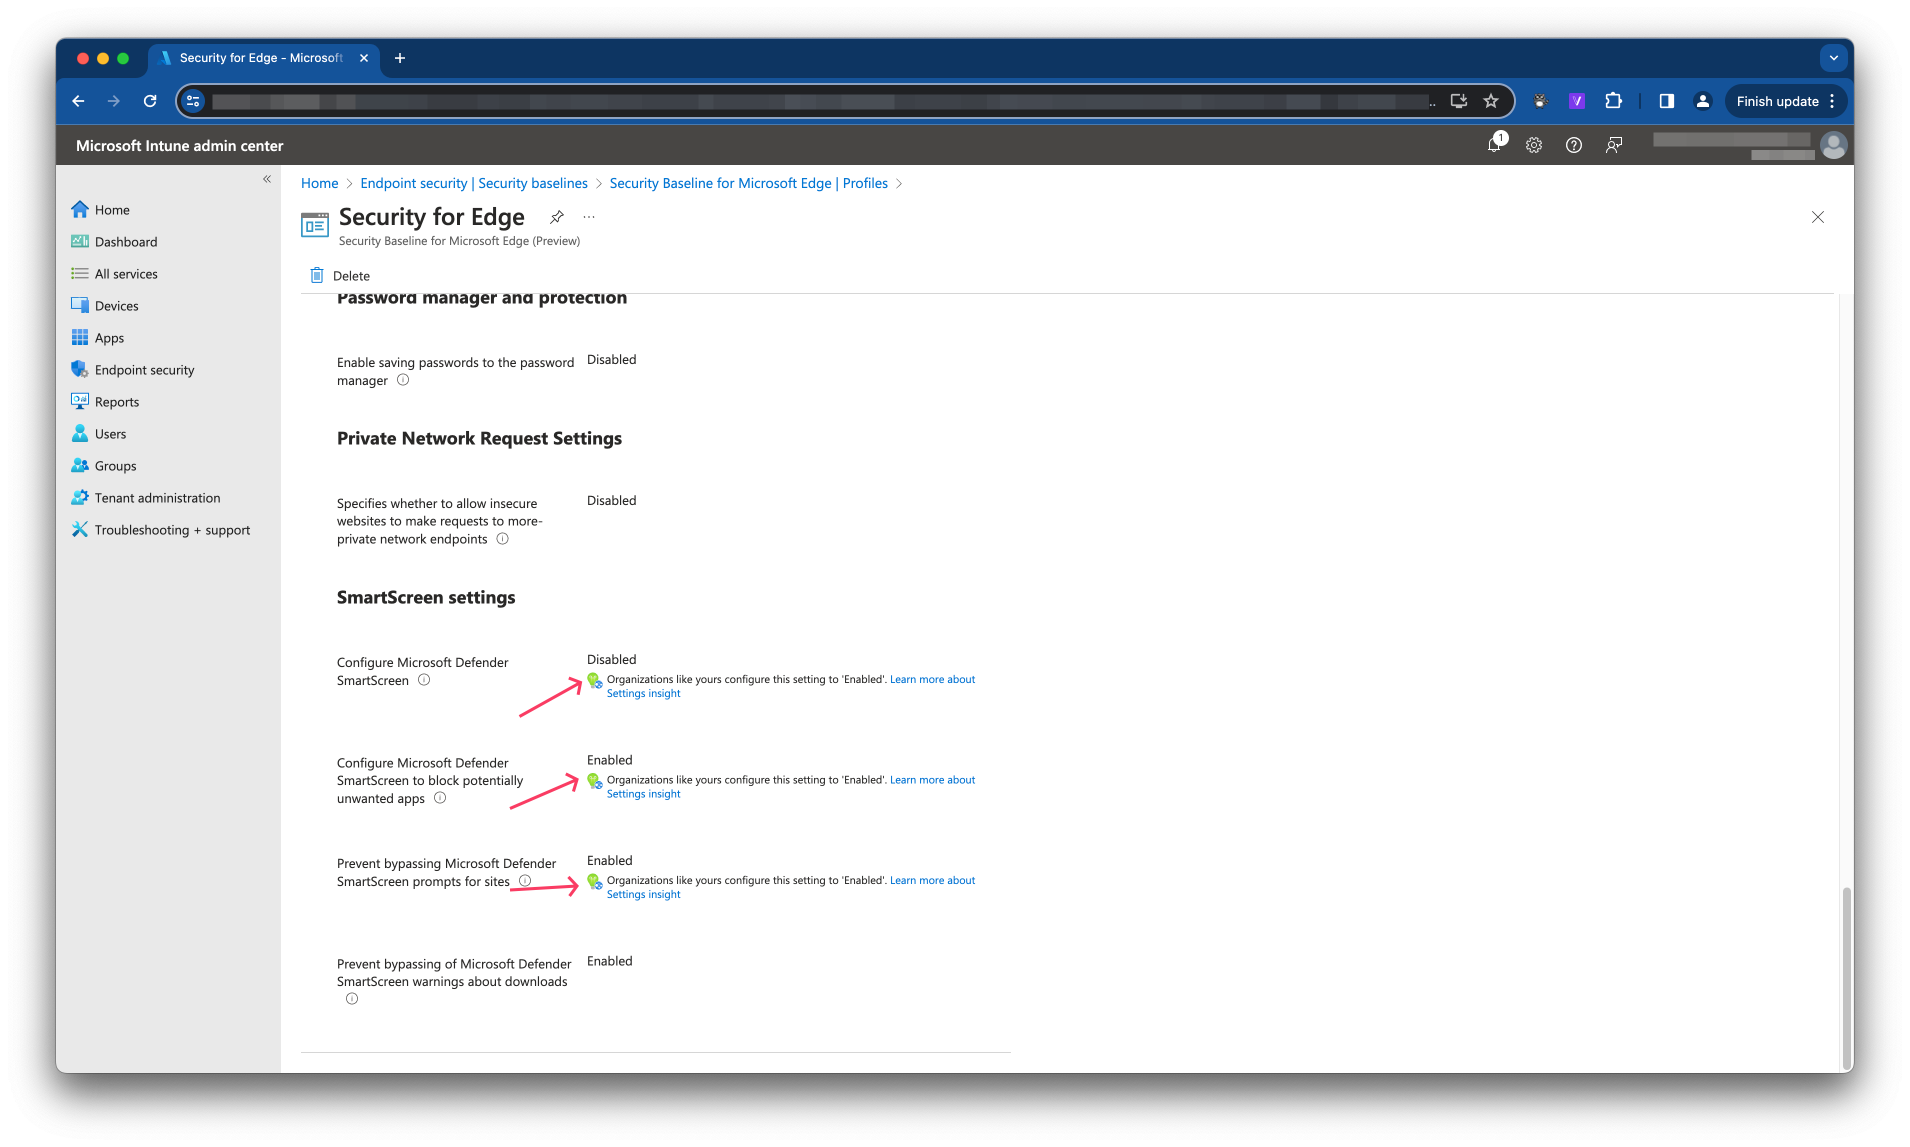 Security for Edge - Microsoft
Finish update
Microsoft Intune admin center
1
Home > Endpoint security | Security baselines > Security Baseline for Microsoft Edge | Profiles >
Security for Edge
Security Baseline for Microsoft Edge (Preview)
Delete
Home
Dashboard
All services
Devices
Apps
Endpoint security
Reports
Users
Groups
Tenant administration
Troubleshooting + support
Password manager and protection
Enable saving passwords to the password
manager
Disabled
Private Network Request Settings
Specifies whether to allow insecure
websites to make requests to more-
private network endpoints
Disabled
SmartScreen settings
Configure Microsoft Defender
SmartScreen
Disabled
Organizations like yours configure this setting to 'Enabled'. Learn more about
Settings insight
Configure Microsoft Defender
SmartScreen to block potentially
unwanted apps
Enabled
Organizations like yours configure this setting to 'Enabled'. Learn more about
Settings insight
Prevent bypassing Microsoft Defender
SmartScreen prompts for sites
Enabled
Organizations like yours configure this setting to 'Enabled'. Learn more about
Settings insight
Prevent bypassing of Microsoft Defender
SmartScreen warnings about downloads
Enabled